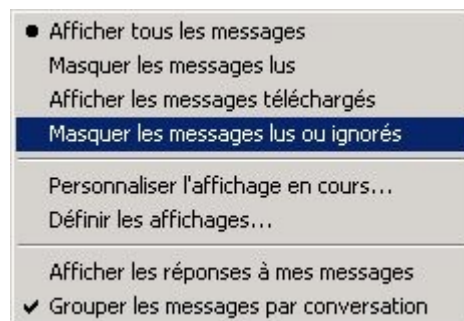 Afficher tous les messages
Masquer les messages lus
Afficher les messages téléchargés
Masquer les messages lus ou ignorés
Personnaliser l'affichage en cours...
Définir les affichages...
Afficher les réponses à mes messages
Grouper les messages par conversation